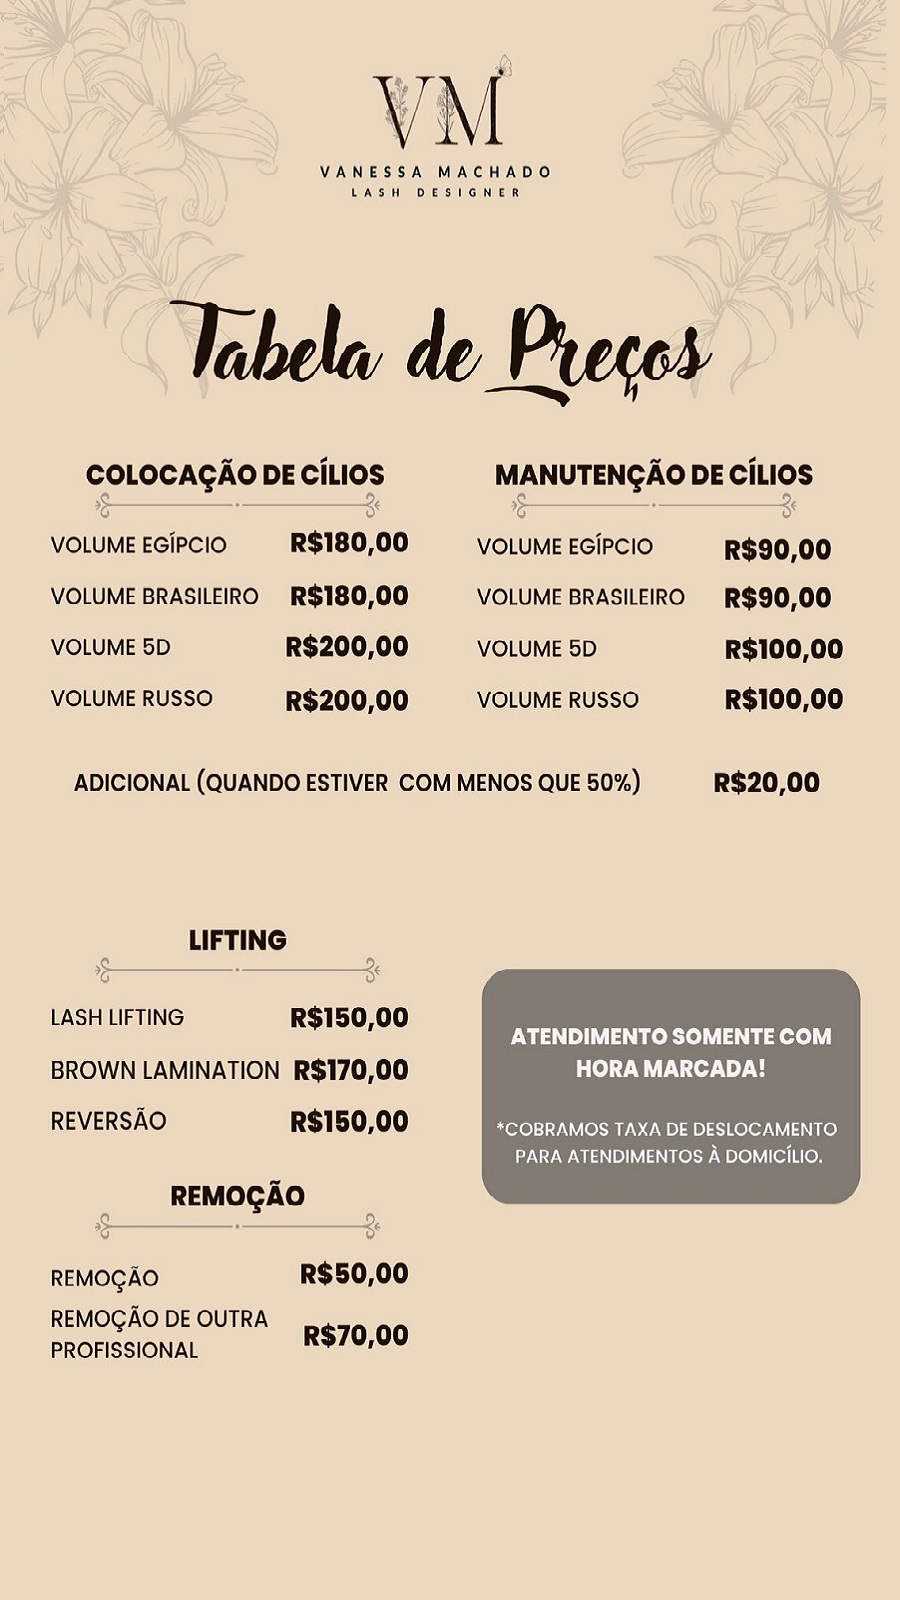 VM
VANESSA MACHADO
LASH DESIGNER
Tabela de Preços
COLOCAÇÃO DE CÍLIOS
VOLUME EGÍPCIO R$180,00
VOLUME BRASILEIRO R$180,00
VOLUME 5D R$200,00
VOLUME RUSSO R$200,00
MANUTENÇÃO DE CÍLIOS
VOLUME EGÍPCIO R$90,00
VOLUME BRASILEIRO R$90,00
VOLUME 5D R$100,00
VOLUME RUSSO R$100,00
ADICIONAL (QUANDO ESTIVER COM MENOS QUE 50%) R$20,00
LIFTING
LASH LIFTING R$150,00
BROWN LAMINATION R$170,00
REVERSÃO R$150,00
REMOÇÃO
REMOÇÃO R$50,00
REMOÇÃO DE OUTRA
PROFISSIONAL R$70,00
ATENDIMENTO SOMENTE COM
HORA MARCADA!
*COBRAMOS TAXA DE DESLOCAMENTO
PARA ATENDIMENTOS À DOMICÍLIO.